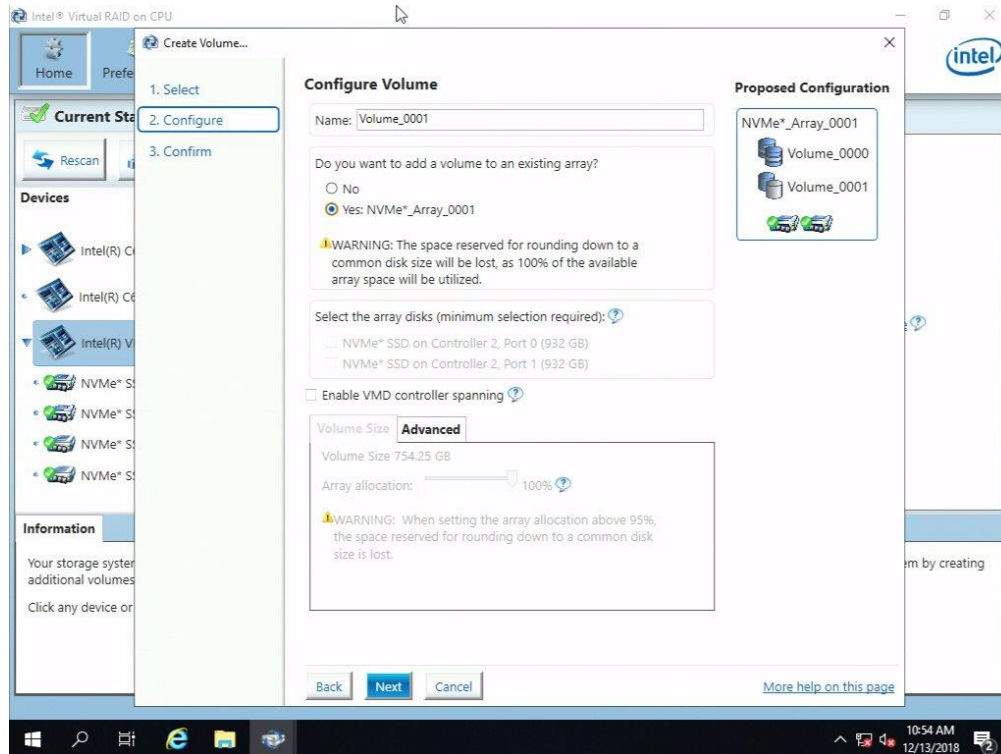 Intel® Virtual RAID on CPU
Home
Create Volume...
intel
1. Select
2. Configure
3. Confirm
Configure Volume
Name: Volume_0001
Do you want to add a volume to an existing array?
No
Yes: NVMe*_Array_0001
WARNING: The space reserved for rounding down to a
common disk size will be lost, as 100% of the available
array space will be utilized.
Select the array disks (minimum selection required):
NVMe* SSD on Controller 2, Port 0 (932 GB)
NVMe* SSD on Controller 2, Port 1 (932 GB)
Enable VMD controller spanning
Volume Size Advanced
Volume Size 754.25 GB
Array allocation: 100%
WARNING: When setting the array allocation above 95%,
the space reserved for rounding down to a common disk
size is lost.
Back Next Cancel
More help on this page
Proposed Configuration
NVMe*_Array_0001
Volume_0000
Volume_0001
Current
Rescan
Devices
Intel(R)
Intel(R)
Intel(R)
NVMe*
NVMe*
NVMe*
NVMe*
Information
Your storage
by creating
additional volumes
Click any device or
10:54 AM
12/13/2018
2